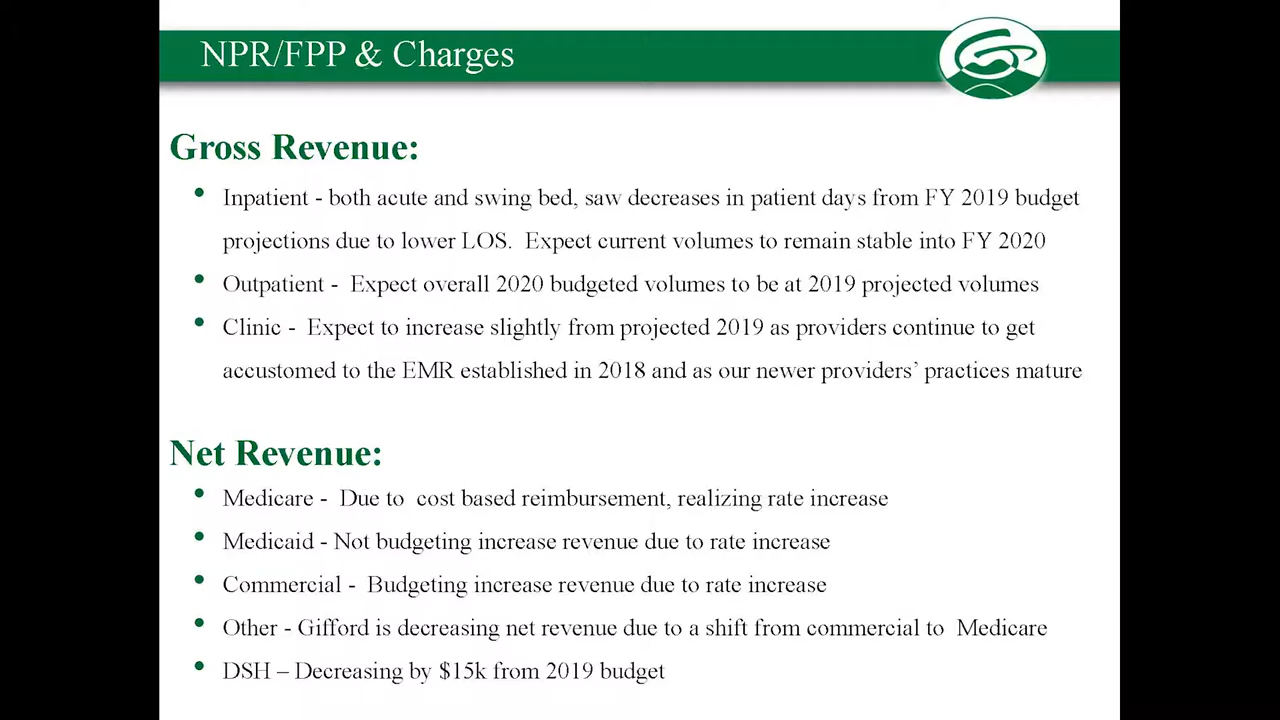 NPR/FPP & Charges
Gross Revenue:
• Inpatient - both acute and swing bed, saw decreases in patient days from FY 2019 budget
projections due to lower LOS. Expect current volumes to remain stable into FY 2020
• Outpatient - Expect overall 2020 budgeted volumes to be at 2019 projected volumes
• Clinic - Expect to increase slightly from projected 2019 as providers continue to get
accustomed to the EMR established in 2018 and as our newer providers’ practices mature
Net Revenue:
• Medicare - Due to cost based reimbursement, realizing rate increase
• Medicaid - Not budgeting increase revenue due to rate increase
• Commercial - Budgeting increase revenue due to rate increase
• Other - Gifford is decreasing net revenue due to a shift from commercial to Medicare
• DSH – Decreasing by $15k from 2019 budget